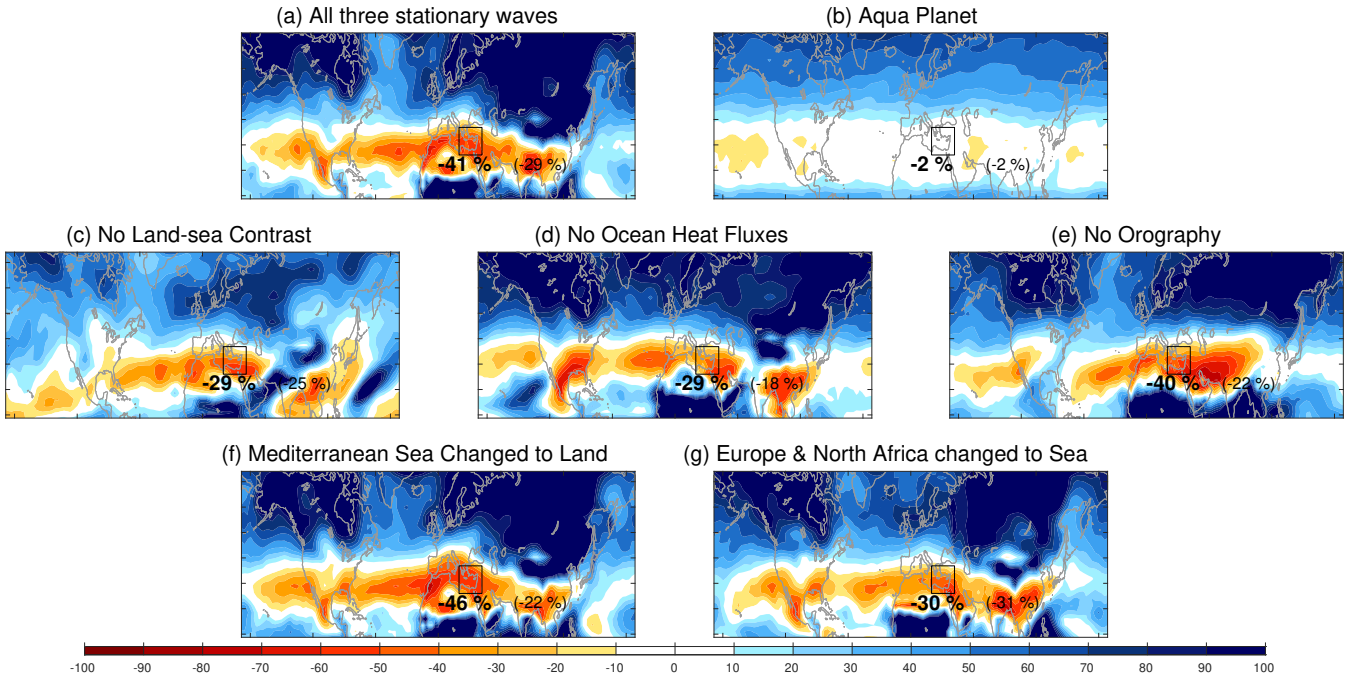 (a) All three stationary waves
(b) Aqua Planet
-41 %
(-29 %)
-2 %
(-2 %)
(c) No Land-sea Contrast
(d) No Ocean Heat Fluxes
(e) No Orography
-29 %
(-25 %)
-29 %
(-18 %)
-40 %
(-22 %)
(f) Mediterranean Sea Changed to Land
(g) Europe & North Africa changed to Sea
-46 %
(-22 %)
-30 %
(-31 %)
-100 -90 -80 -70 -60 -50 -40 -30 -20 -10 0 10 20 30 40 50 60 70 80 90 100